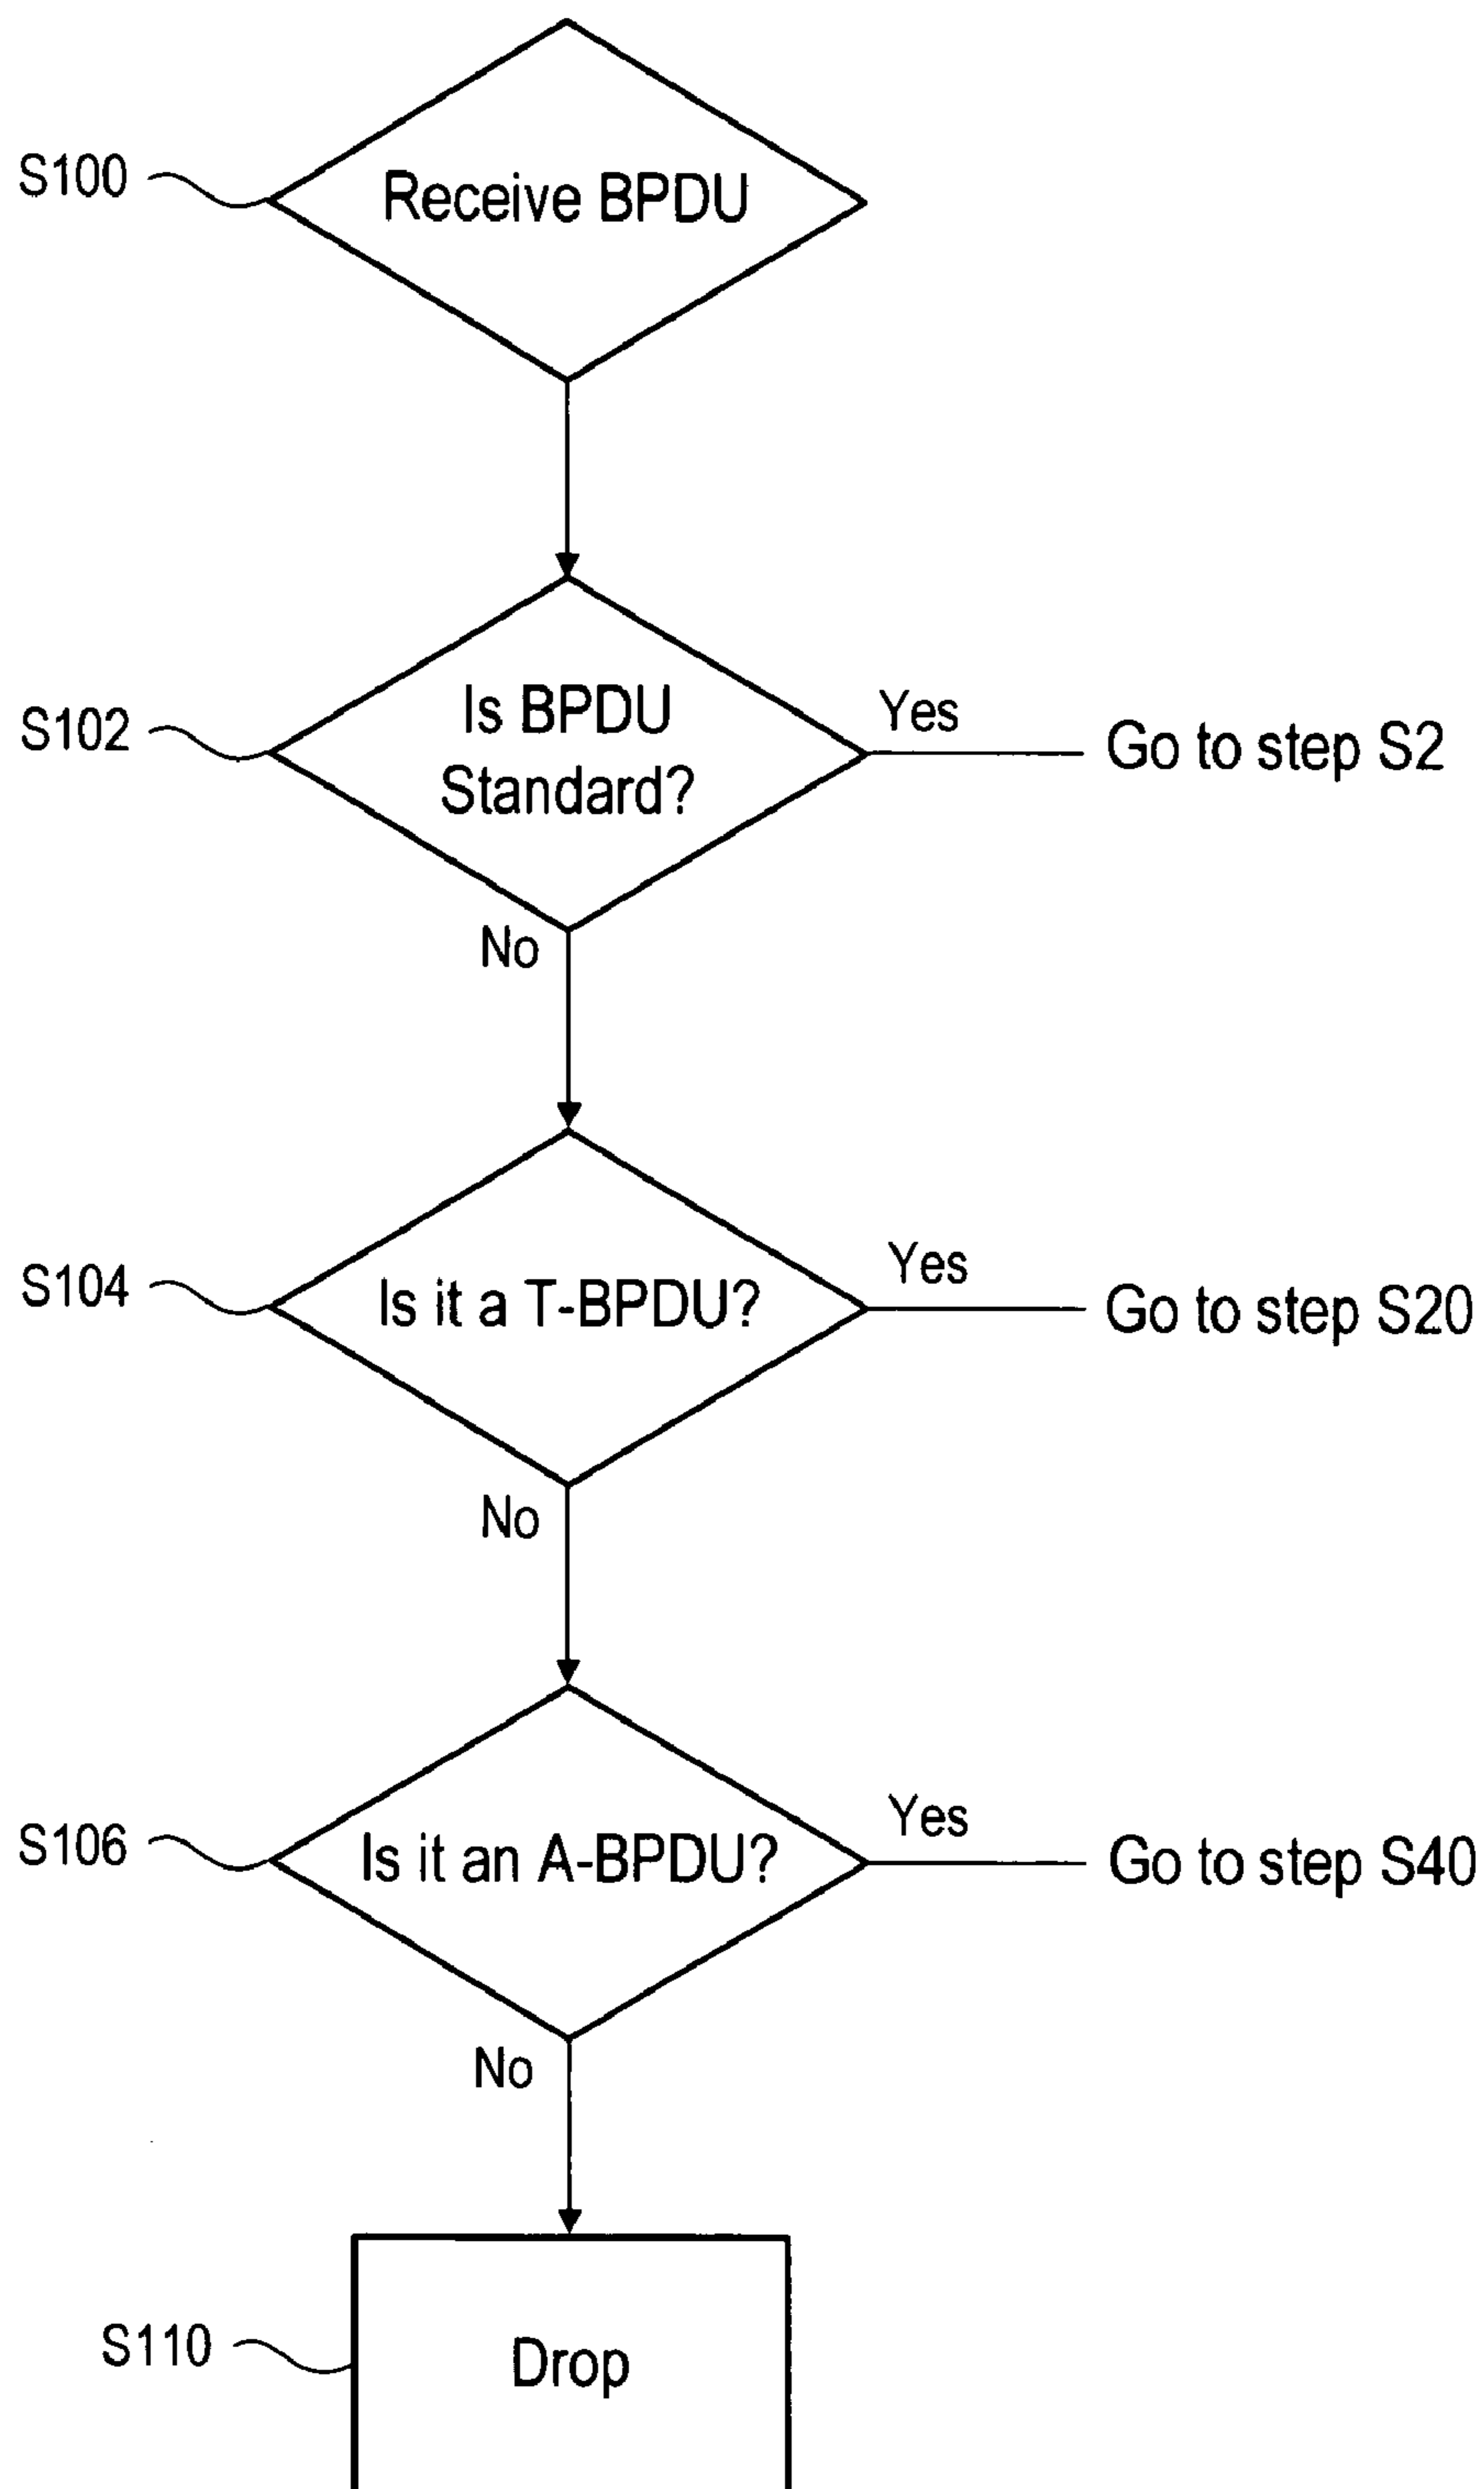 S100
Receive BPDU
S102
Is BPDU
Standard?
Yes
Go to step S2
No
S104
Is it a T-BPDU?
Yes
Go to step S20
No
S106
Is it an A-BPDU?
Yes
Go to step S40
No
S110
Drop